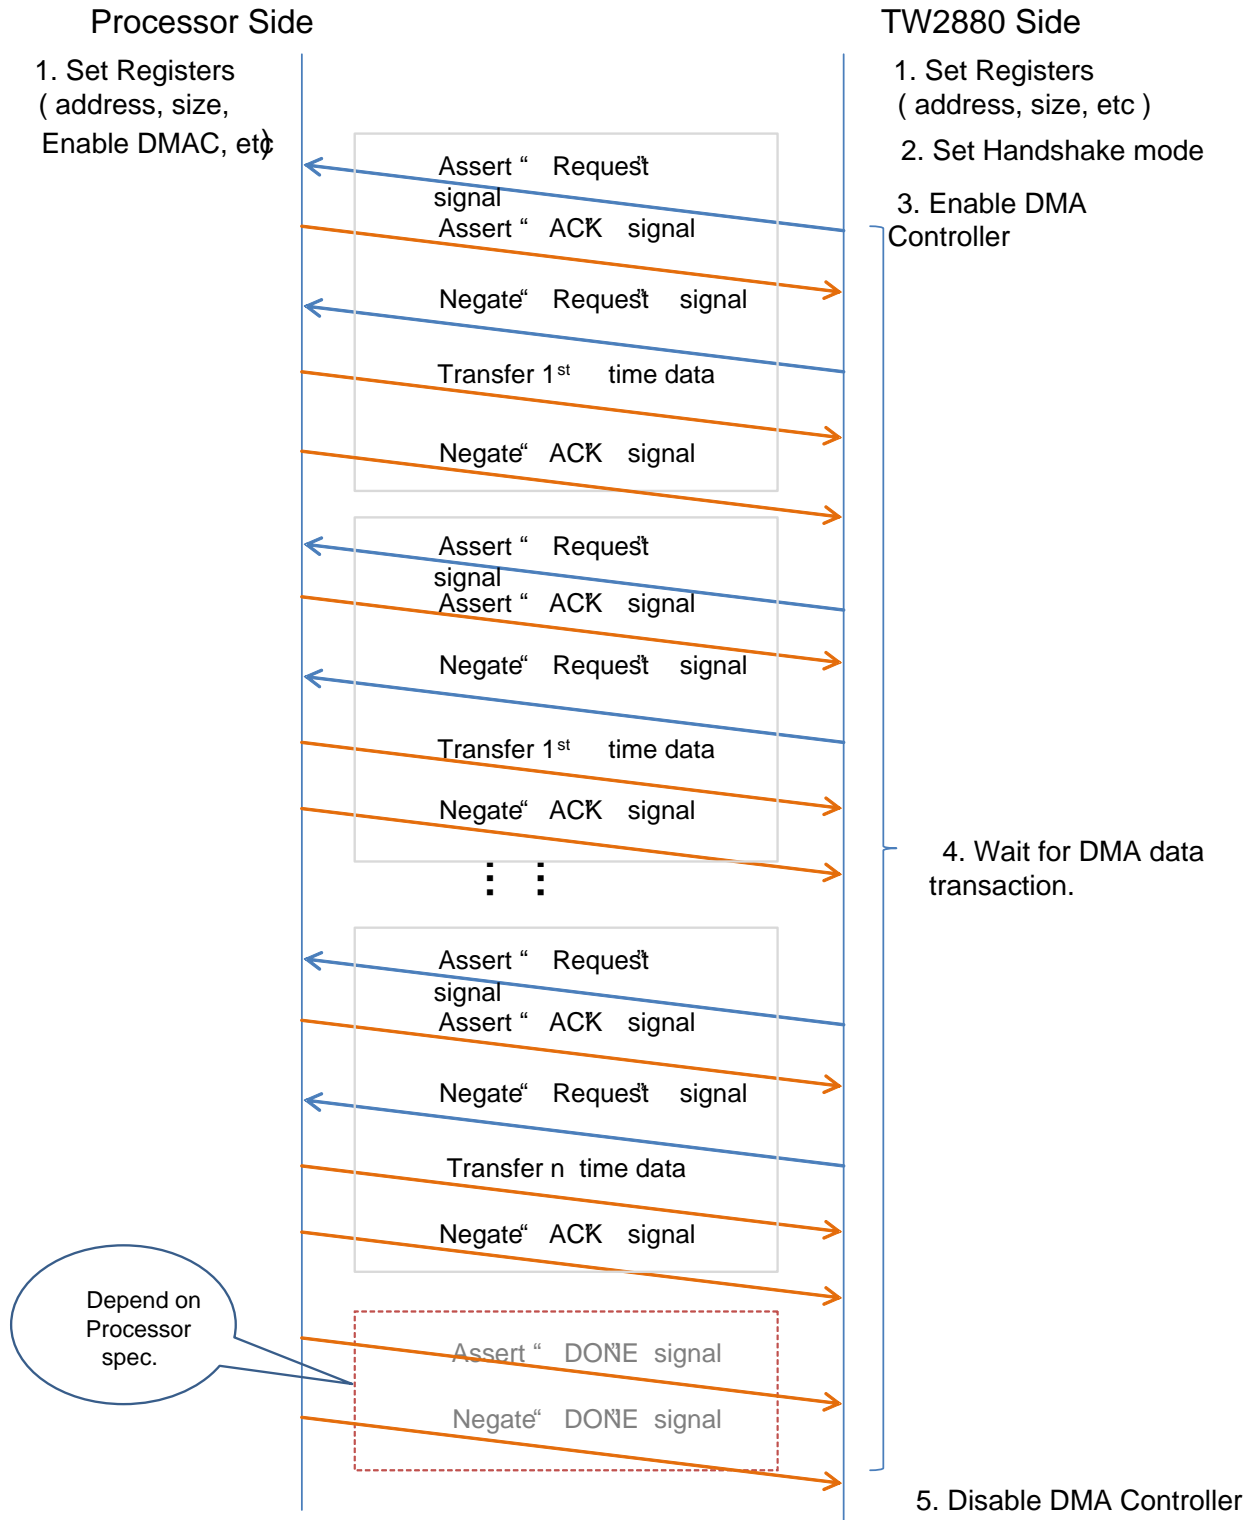 Processor Side
TW2880 Side
1. Set Registers
( address, size,
Enable DMAC, etc)
1. Set Registers
( address, size, etc )
2. Set Handshake mode
3. Enable DMA
Controller
Assert “ Request”
signal
Assert “ ACK” signal
Negate“ Request” signal
Transfer 1st time data
Negate“ ACK” signal
Assert “ Request”
signal
Assert “ ACK” signal
Negate“ Request” signal
Transfer 1st time data
Negate“ ACK” signal
4. Wait for DMA data
transaction.
Assert “ Request”
signal
Assert “ ACK” signal
Negate“ Request” signal
Transfer n time data
Negate“ ACK” signal
Depend on
Processor
spec.
Assert “ DONE” signal
Negate“ DONE” signal
5. Disable DMA Controller